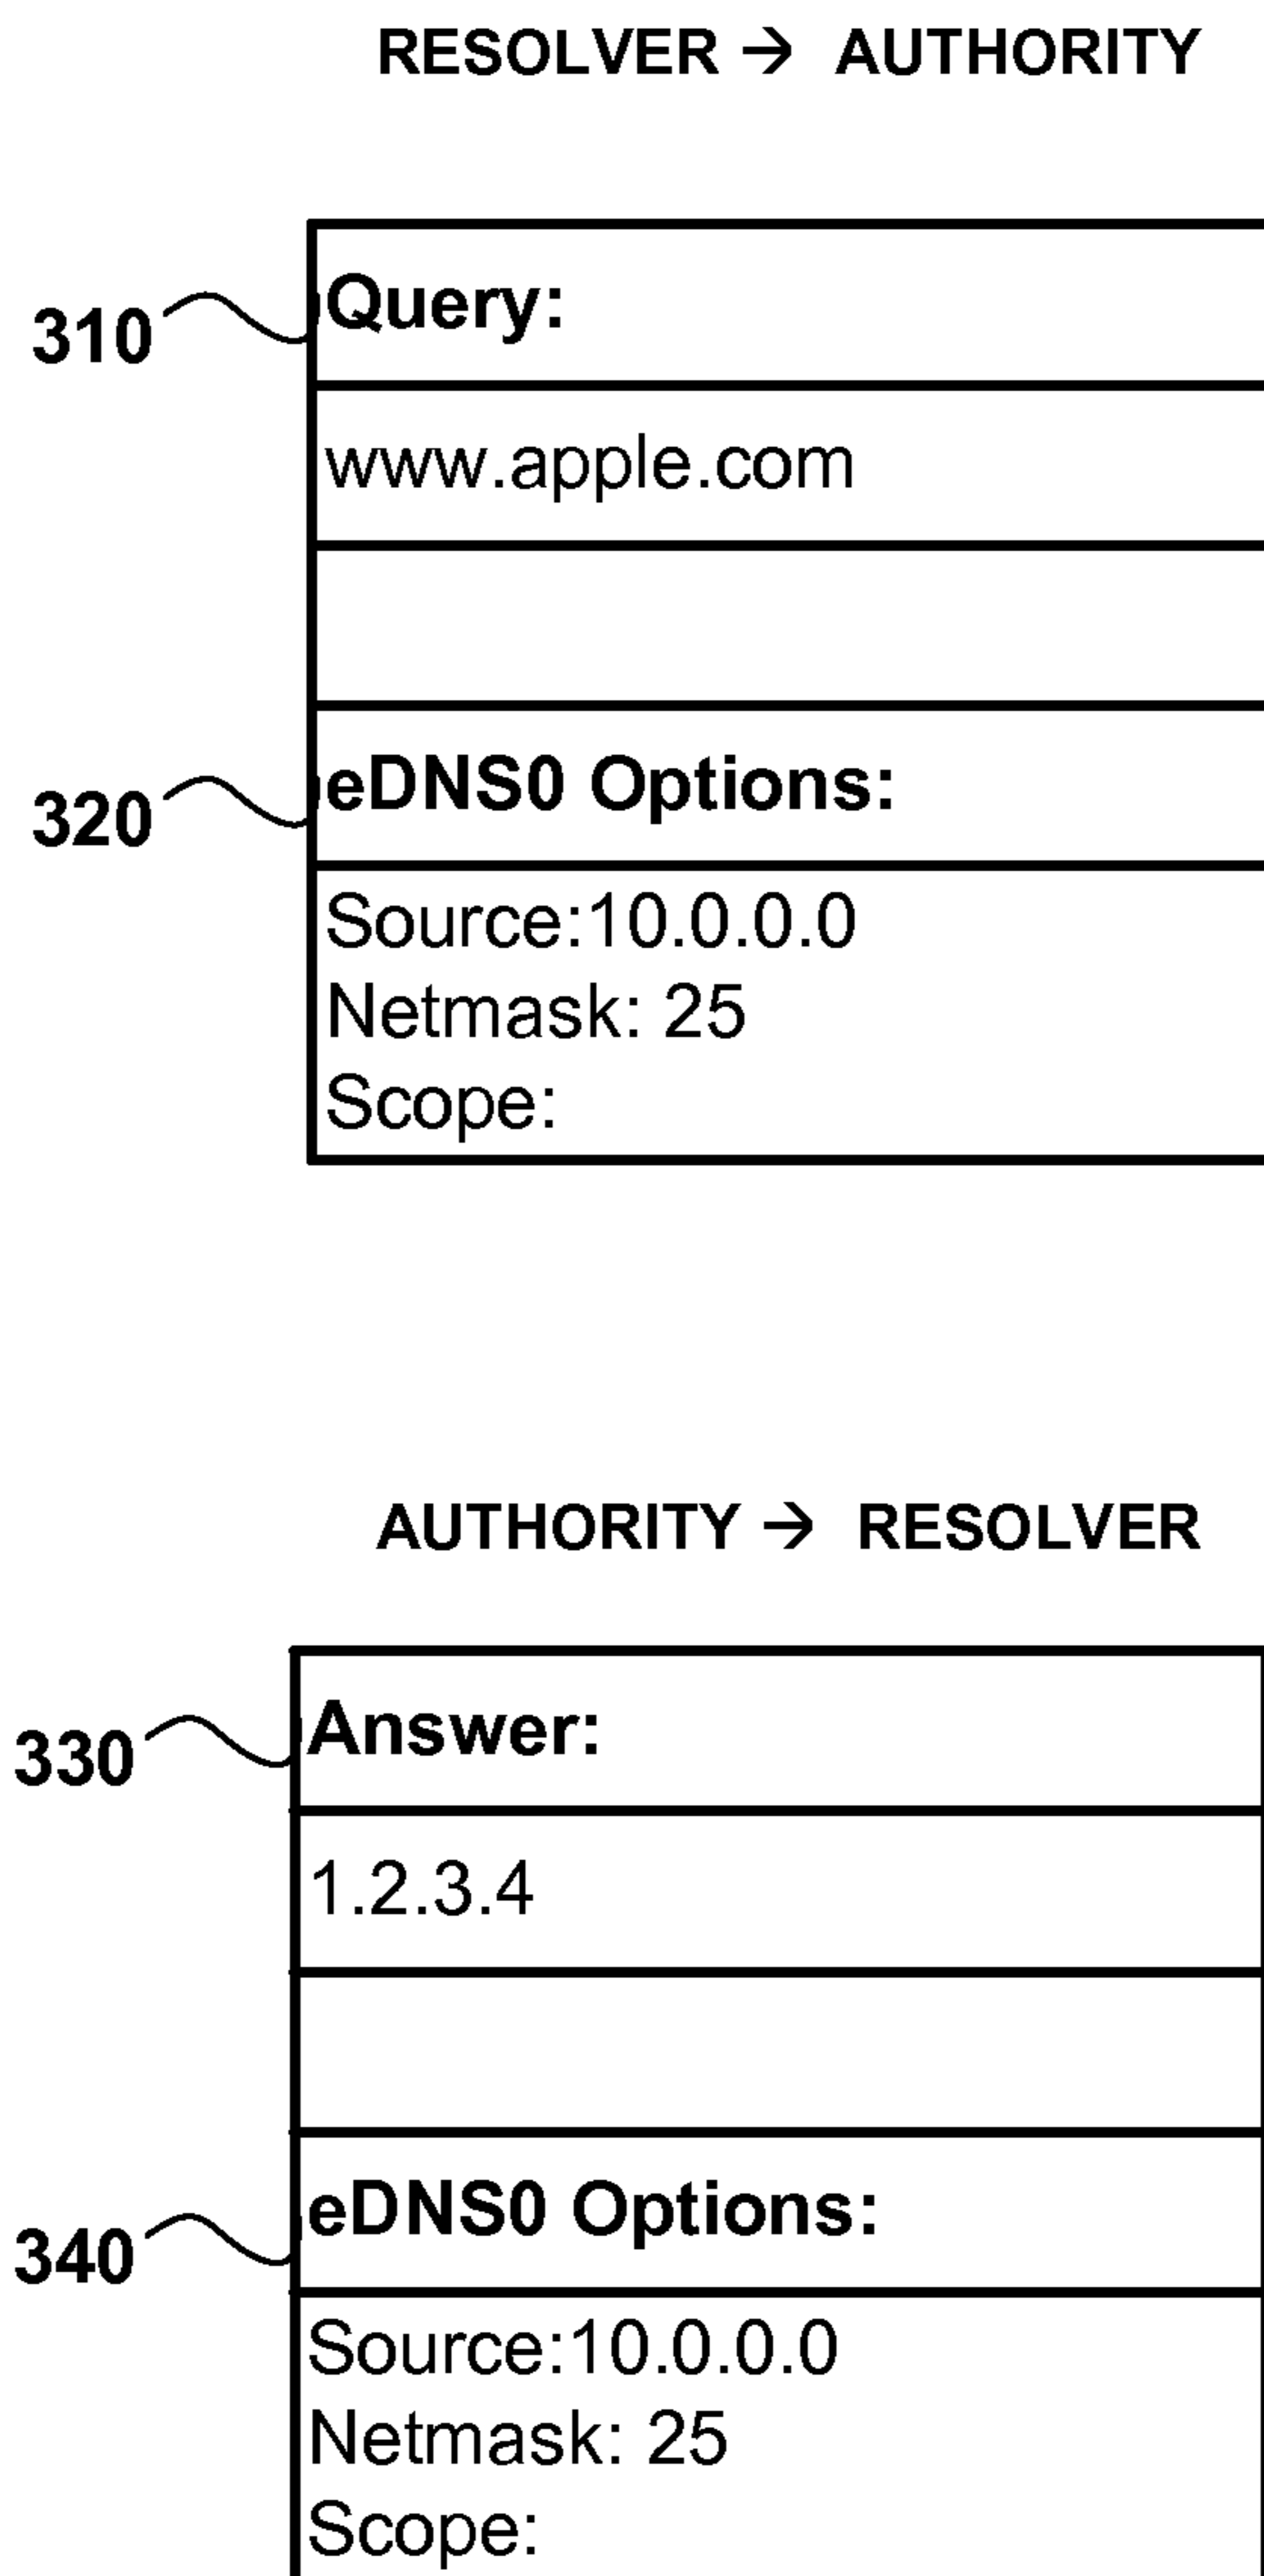 RESOLVER → AUTHORITY
310
Query:
www.apple.com
320
eDNS0 Options:
Source:10.0.0.0
Netmask: 25
Scope:
AUTHORITY → RESOLVER
330
Answer:
1.2.3.4
340
eDNS0 Options:
Source:10.0.0.0
Netmask: 25
Scope: